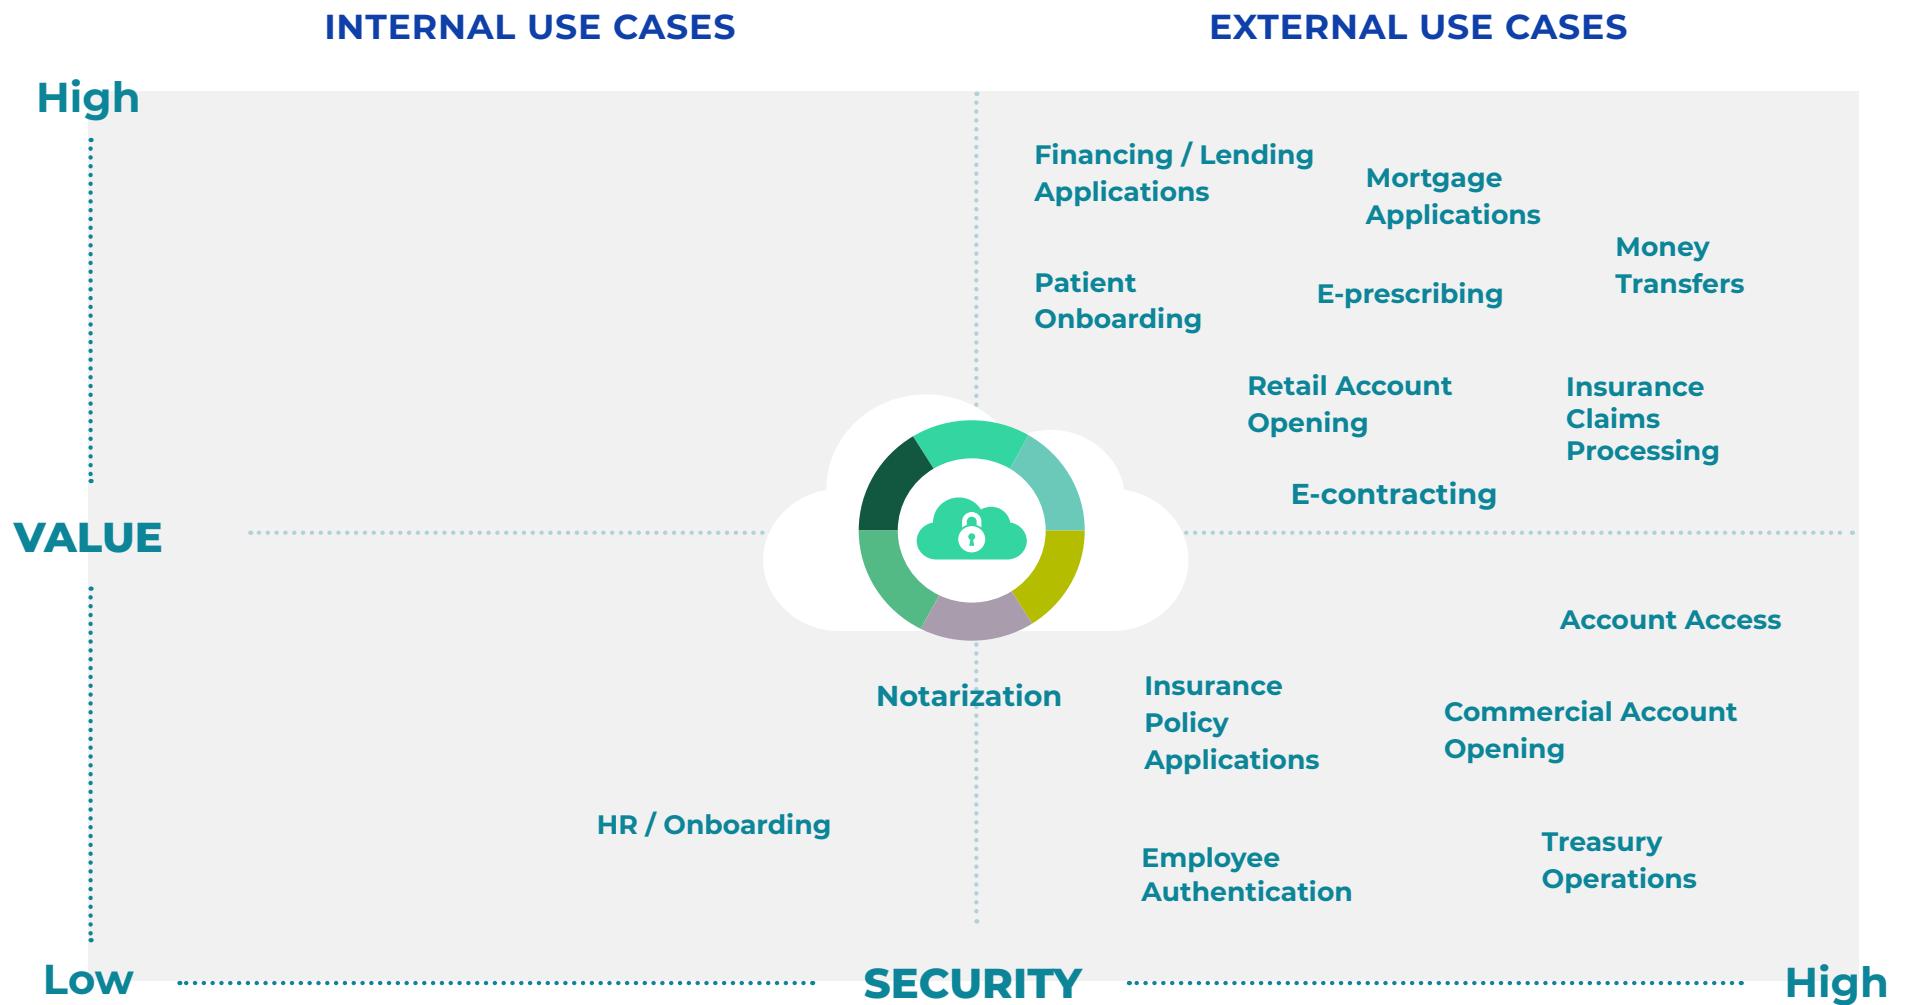 INTERNAL USE CASES
EXTERNAL USE CASES
High
Financing / Lending
Applications
Mortgage
Applications
Money
Transfers
Patient
Onboarding
E-prescribing
Retail Account
Opening
Insurance
Claims
Processing
E-contracting
VALUE
Account Access
Notarization
Insurance
Policy
Applications
Commercial Account
Opening
HR / Onboarding
Employee
Authentication
Treasury
Operations
Low
SECURITY
High